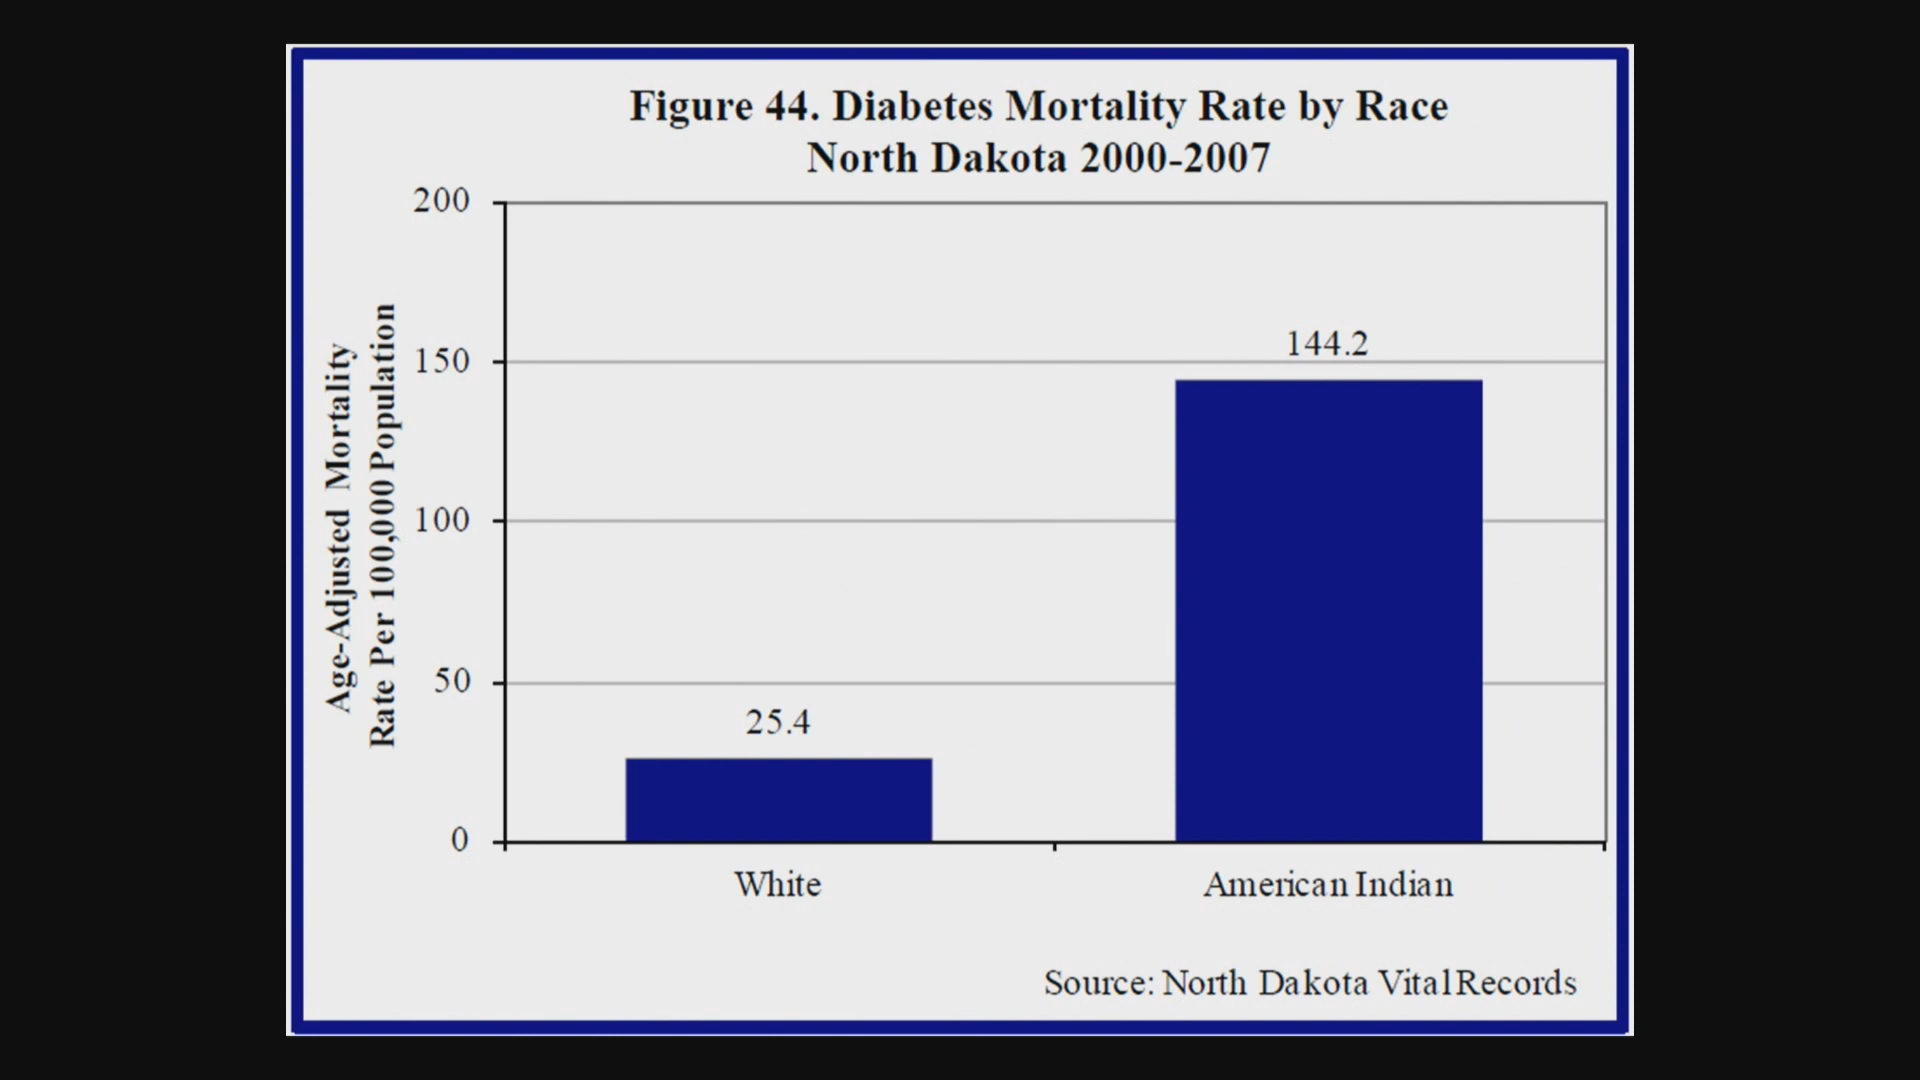 Figure 44. Diabetes Mortality Rate by Race
North Dakota 2000-2007
Age-Adjusted Mortality
Rate Per 100,000 Population
200
150
100
50
0
25.4
144.2
White
American Indian
Source: North Dakota Vital Records